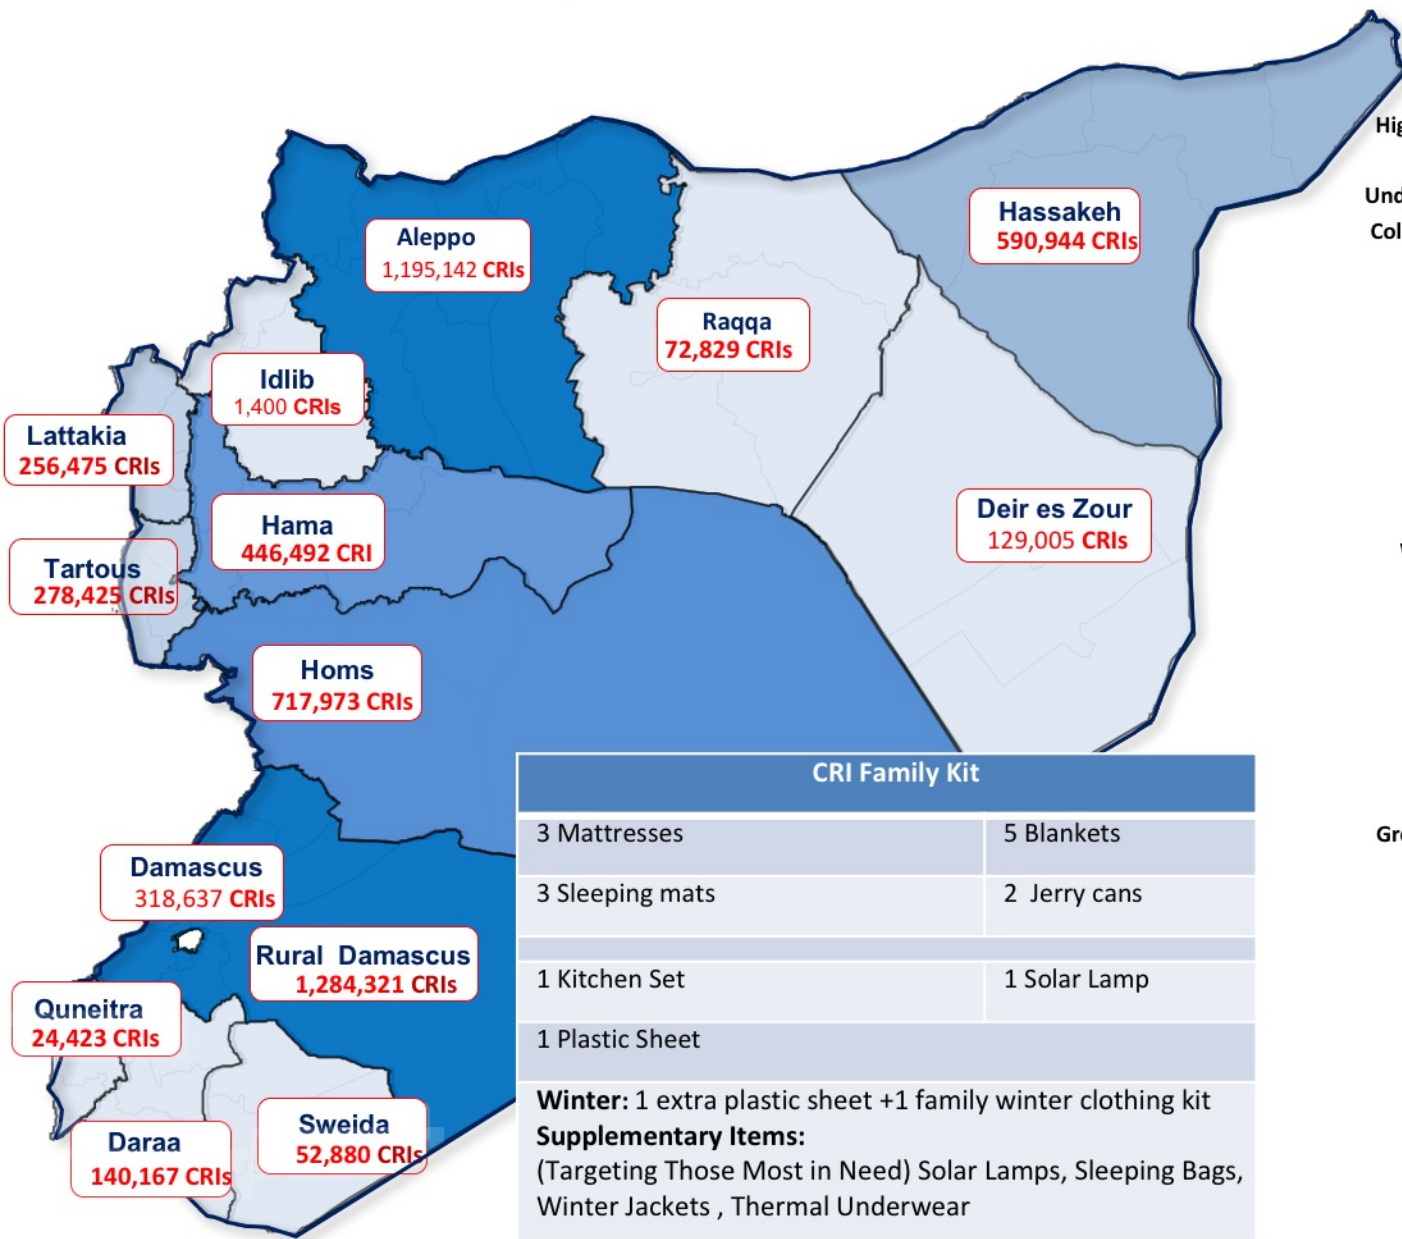 Hassakeh
590,944 CRIs
Aleppo
1,195,142 CRIs
Raqqa
72,829 CRIs
Idlib
1,400 CRIs
Lattakia
256,475 CRIs
Hama
446,492 CRI
Deir es Zour
129,005 CRIs
Tartous
278,425 CRIs
Homs
717,973 CRIs
Damascus
318,637 CRIs
Rural Damascus
1,284,321 CRIs
Quneitra
24,423 CRIs
Daraa
140,167 CRIs
Sweida
52,880 CRIs
CRI Family Kit
3 Mattresses
5 Blankets
3 Sleeping mats
2 Jerry cans
1 Kitchen Set
1 Solar Lamp
1 Plastic Sheet
Winter: 1 extra plastic sheet +1 family winter clothing kit
Supplementary Items:
(Targeting Those Most in Need) Solar Lamps, Sleeping Bags,
Winter Jackets , Thermal Underwear